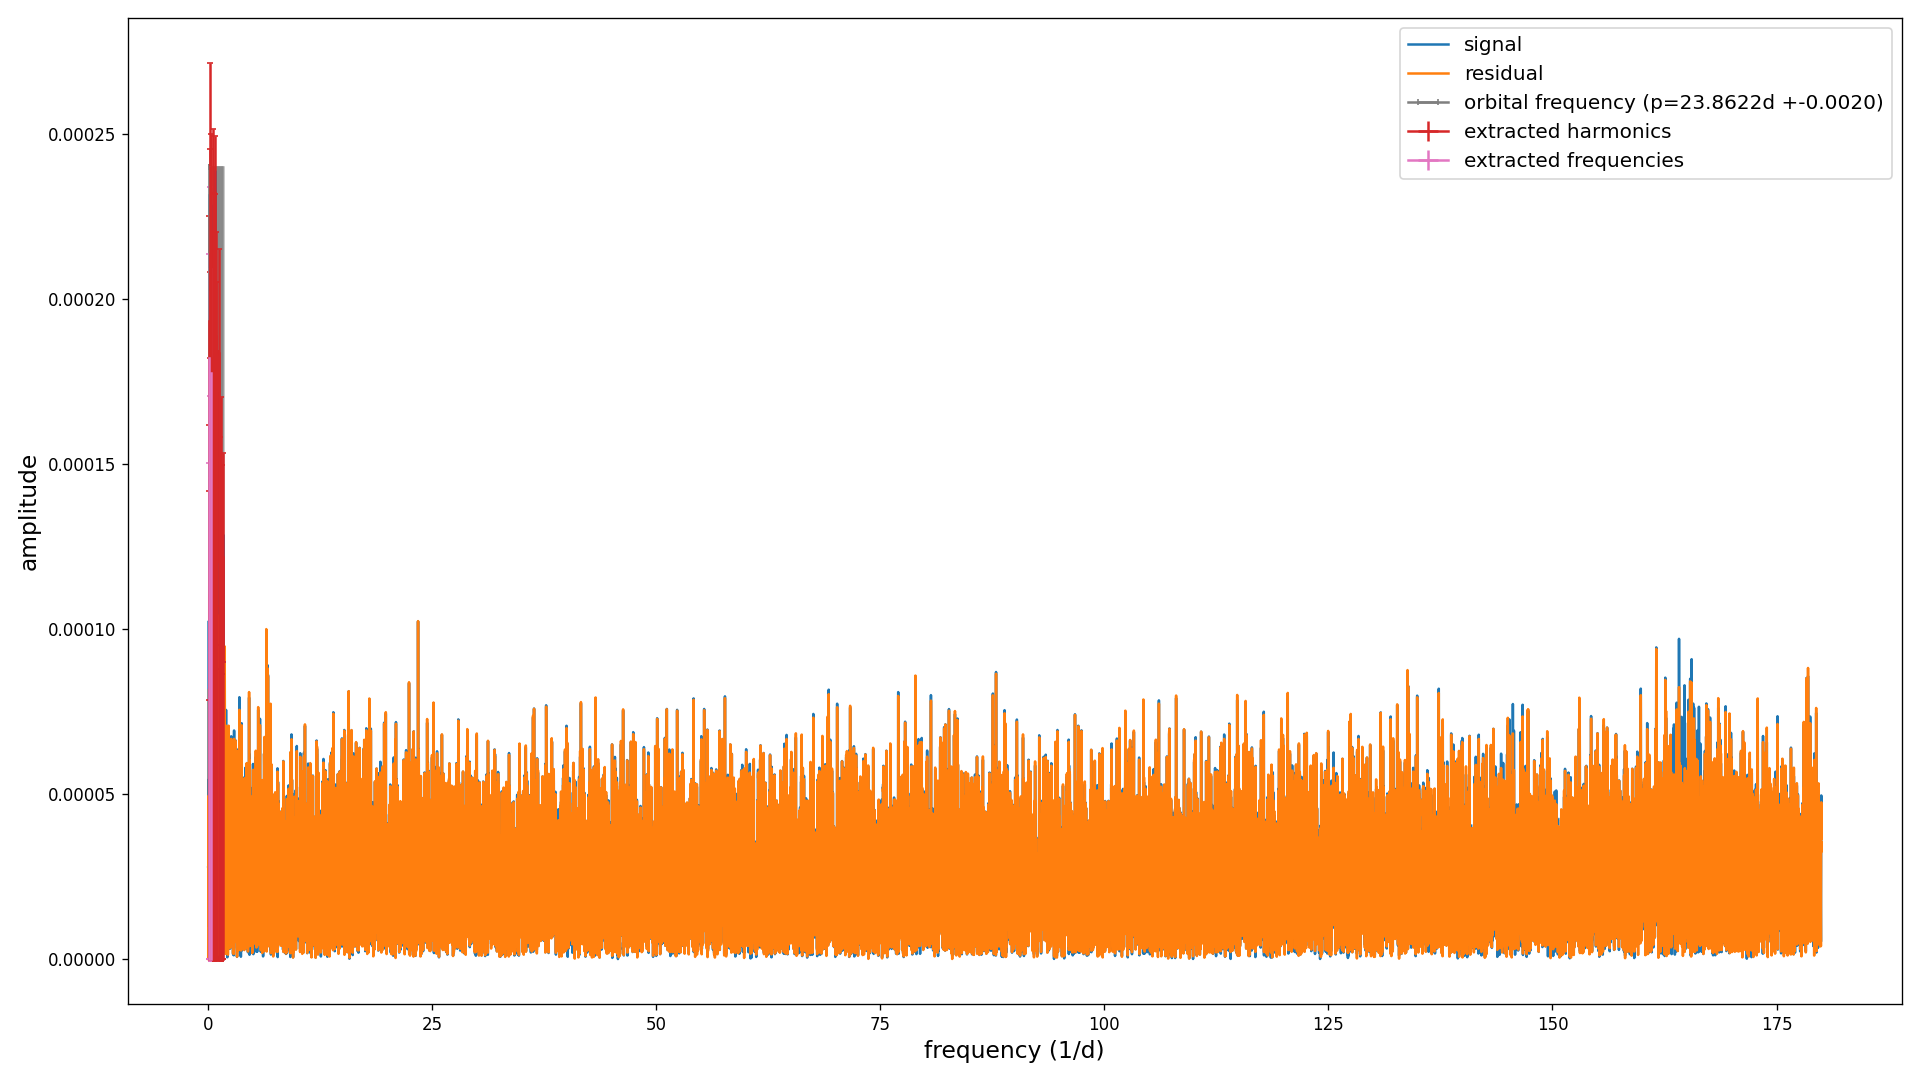 signal
residual
orbital frequency (p=23.8622d +-0.0020)
extracted harmonics
extracted frequencies
amplitude
0.00025
0.00020
0.00015
0.00010
0.00005
0.00000
0 25 50 75 100 125 150 175
frequency (1/d)